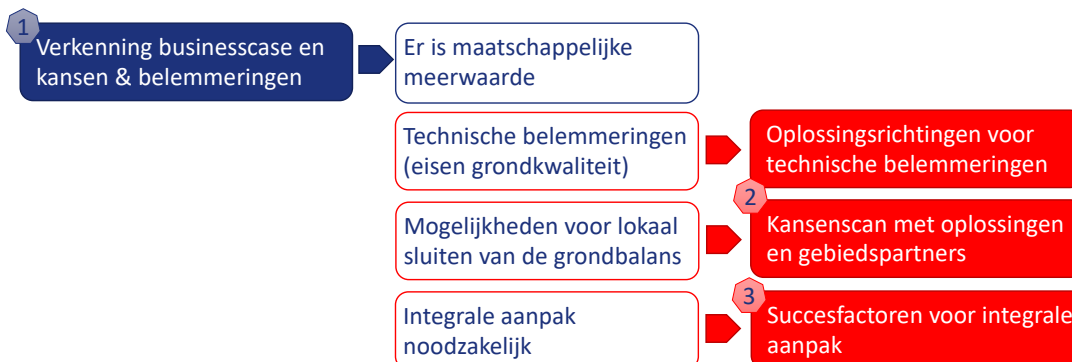 1
Verkenning businesscase en
kansen & belemmeringen
Er is maatschappelijke
meerwaarde
Technische belemmeringen
(eisen grondkwaliteit)
Oplossingsrichtingen voor
technische belemmeringen
Mogelijkheden voor lokaal
sluiten van de grondbalans
2
Kansenscan met oplossingen
en gebiedspartners
Integrale aanpak
noodzakelijk
3
Succesfactoren voor integrale
aanpak